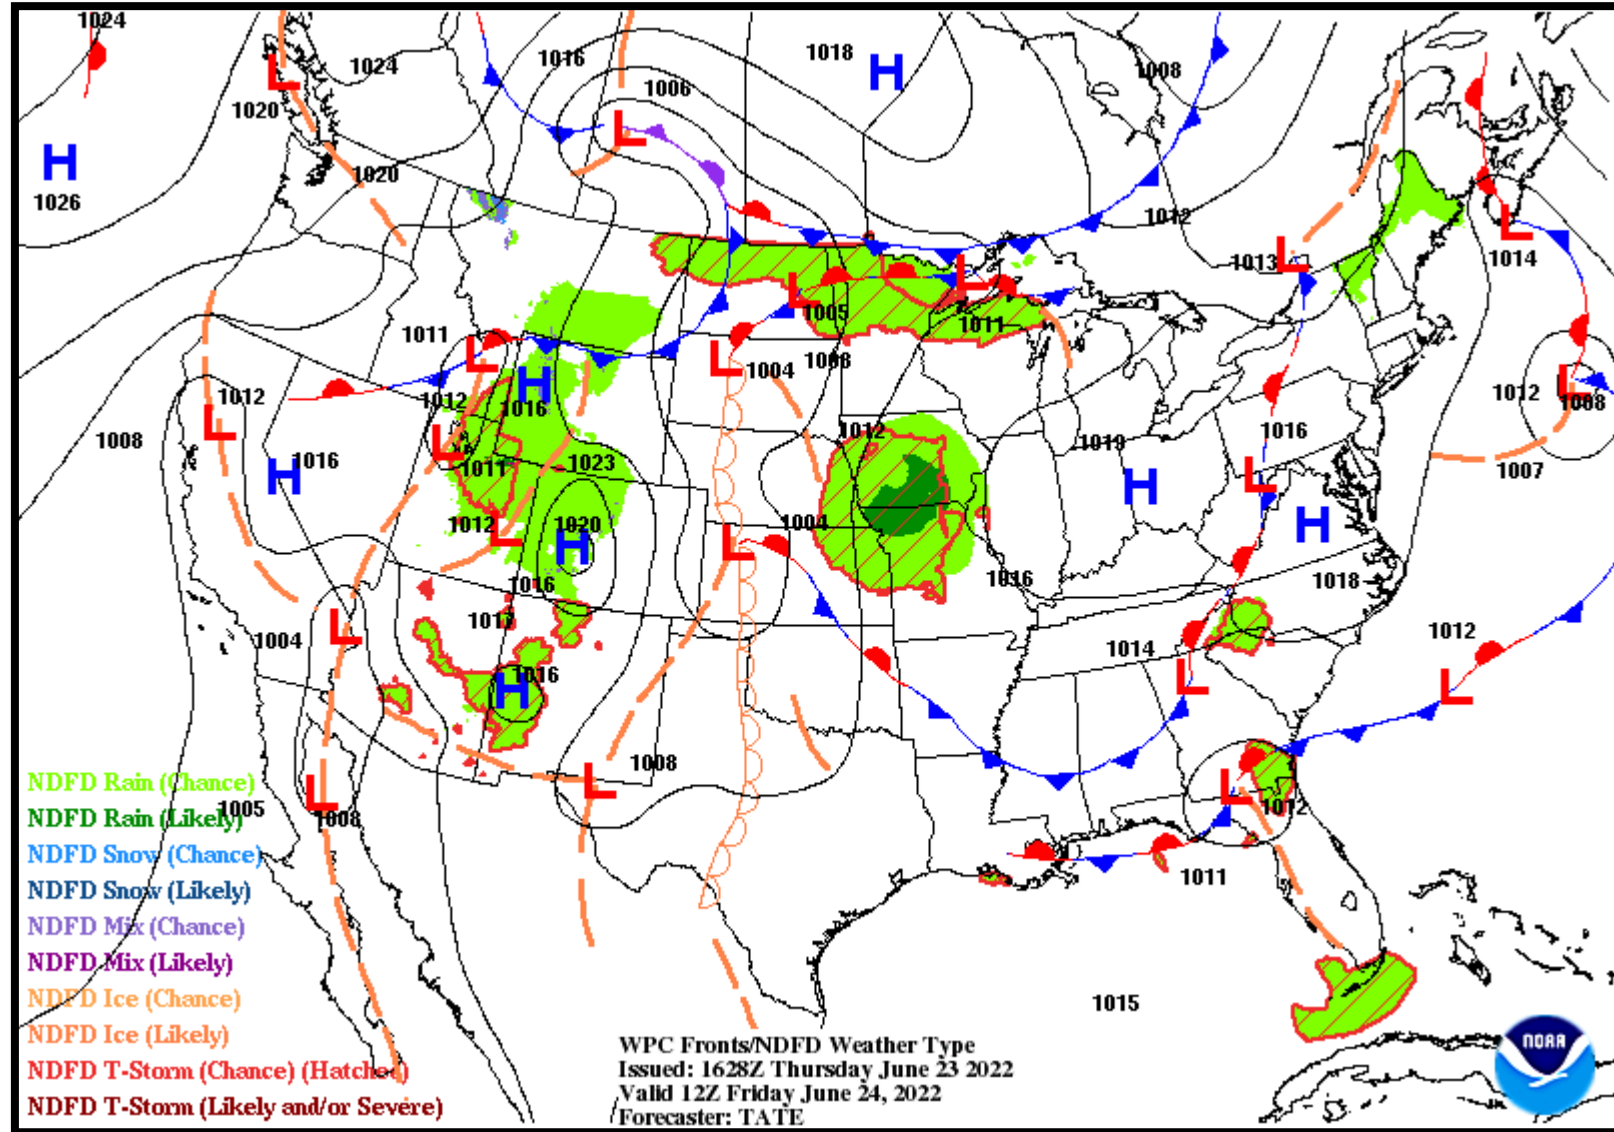 1024
1016
1018
H
1008
L
1024
1006
1020
L
H
1020
1026
1012
L
1013
L
1014
L
L
1005
1011
1011
L
L
1004
1008
H
1016
1012
L
1008
1012
L
1012
1012
1008
1016
H
1011
L
1023
1019
H
1016
L
1007
1012
L
1020
H
1004
L
H
1016
1016
1018
1004
L
1014
1012
H
1016
L
L
L
1008
L
1012
L
1005
1008
1011
1015
NDFD Rain (Chance)
NDFD Rain (Likely)
NDFD Snow (Chance)
NDFD Snow (Likely)
NDFD Mix (Chance)
NDFD Mix (Likely)
NDFD Ice (Chance)
NDFD Ice (Likely)
NDFD T-Storm (Chance) (Hatched)
NDFD T-Storm (Likely and/or Severe)
WPC Fronts/NDFD Weather Type
Issued: 1628Z Thursday June 23 2022
Valid 12Z Friday June 24, 2022
Forecaster: TATE
NOAA